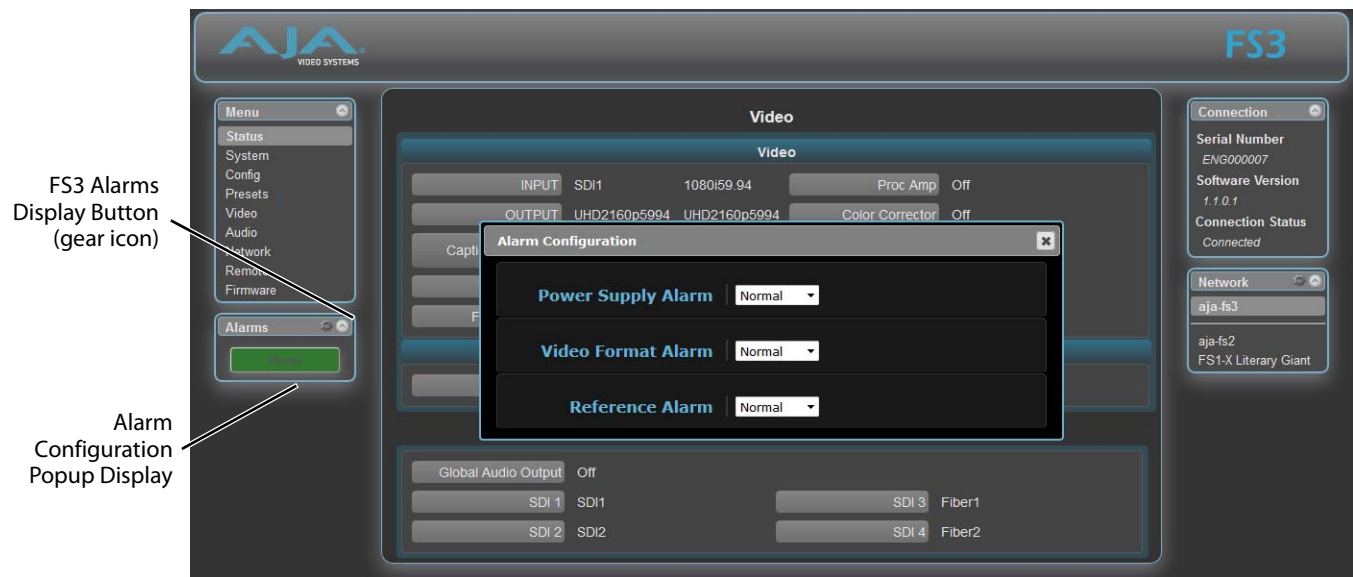 AJA
VIDEO SYSTEMS
FS3
FS3 Alarms
Display Button
(gear icon)
Alarm
Configuration
Popup Display
Menu
Status
System
Config
Presets
Video
Audio
Network
Remote
Firmware
Alarms
None
Video
Video
INPUT SDI1 1080i59.94 Proc Amp Off
OUTPUT UHD2160p5994 UHD2160p5994 Color Corrector Off
Capti
F
Alarm Configuration
Power Supply Alarm Normal
Video Format Alarm Normal
Reference Alarm Normal
Global Audio Output Off
SDI 1 SDI1 SDI 3 Fiber1
SDI 2 SDI2 SDI 4 Fiber2
Connection
Serial Number
ENG000007
Software Version
1.1.0.1
Connection Status
Connected
Network
aja-fs3
aja-fs2
FS1-X Literary Giant